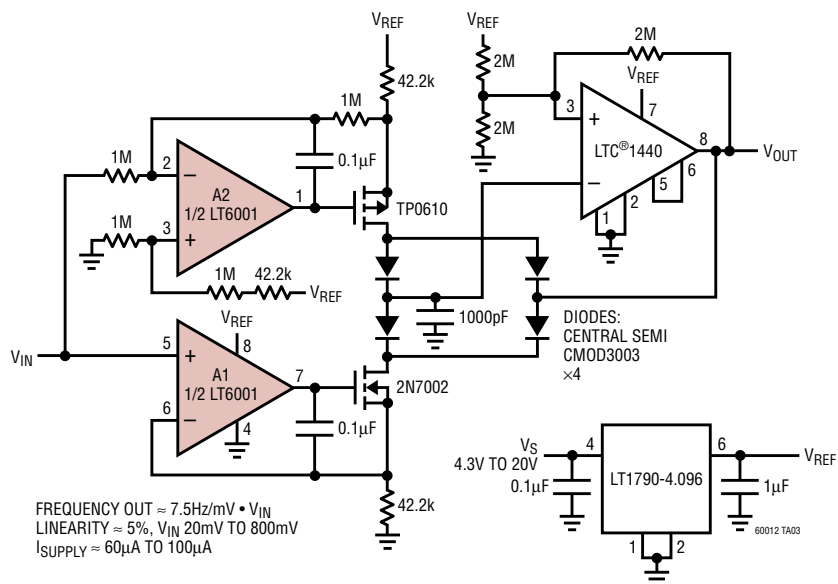 VREF
42.2k
1M
0.1µF
1M
2
−
A2
1/2 LT6001
1
TP0610
1M
3
+
1M
42.2k
VREF
VREF
2M
2M
2M
VREF
7
3
+
LTC®1440
8
VOUT
−
6
5
2
1
1000pF
DIODES:
CENTRAL SEMI
CMOD3003
×4
VREF
VIN
5
+
8
A1
1/2 LT6001
7
2N7002
6
−
4
0.1µF
42.2k
VS
4.3V TO 20V
0.1µF
4
LT1790-4.096
6
VREF
1µF
1
2
60012 TA03
FREQUENCY OUT ≈ 7.5Hz/mV • VIN
LINEARITY ≈ 5%, VIN 20mV TO 800mV
ISUPPLY ≈ 60µA TO 100µA